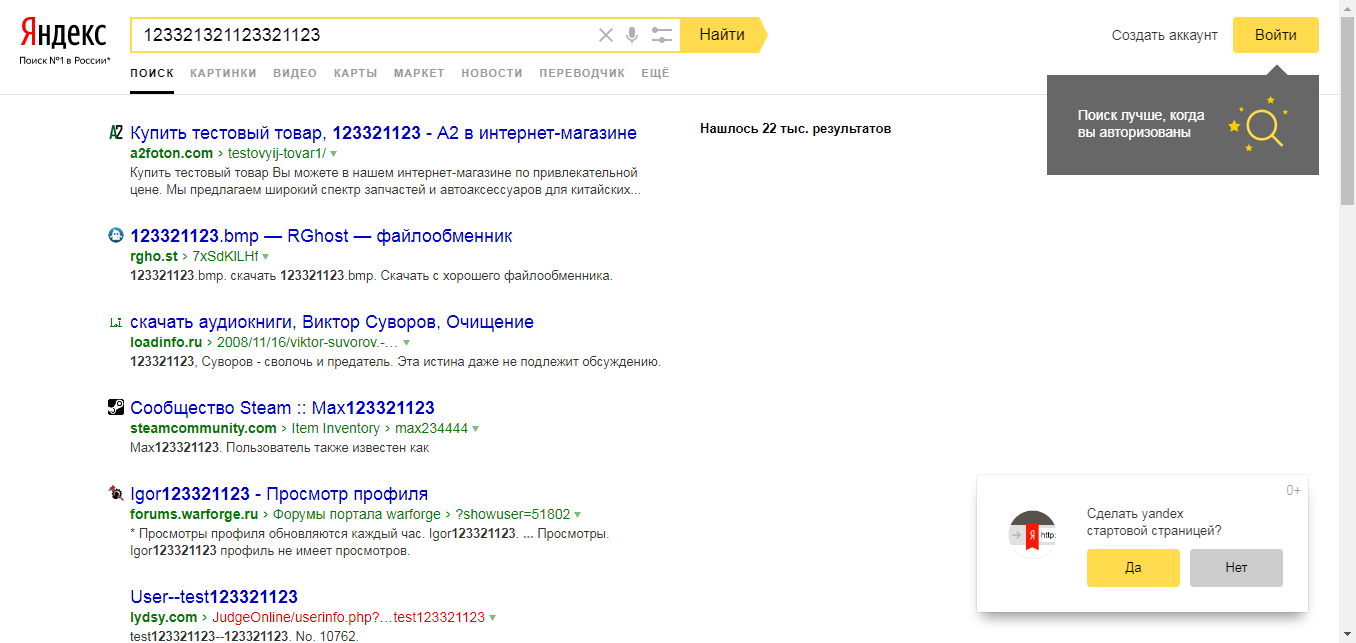 Яндекс
Поиск №1 в России*
123321321123321123
Найти
Создать аккаунт
Войти
ПОИСК КАРТИНКИ ВИДЕО КАРТЫ МАРКЕТ НОВОСТИ ПЕРЕВОДЧИК ЕЩЁ
Поиск лучше, когда
вы авторизованы
Нашлось 22 тыс. результатов
A2 Купить тестовый товар, 123321123 - А2 в интернет-магазине
a2foton.com › testovyij-tovar1/
Купить тестовый товар Вы можете в нашем интернет-магазине по привлекательной
цене. Мы предлагаем широкий спектр запчастей и автоаксессуаров для китайских...
123321123.bmp — RGhost — файлообменник
rgho.st › 7xSdKlLHf
123321123.bmp. скачать 123321123.bmp. Скачать с хорошего файлообменника.
LI скачать аудиокниги, Виктор Суворов, Очищение
loadinfo.ru › 2008/11/16/viktor-suvorov.-…
123321123, Суворов - сволочь и предатель. Эта истина даже не подлежит обсуждению.
Сообщество Steam :: Max123321123
steamcommunity.com › Item Inventory › max234444
Max123321123. Пользователь также известен как
Igor123321123 - Просмотр профиля
forums.warforge.ru › Форумы портала warforge › ?showuser=51802
* Просмотры профиля обновляются каждый час. Igor123321123. ... Просмотры.
Igor123321123 профиль не имеет просмотров.
User--test123321123
lydsy.com › JudgeOnline/userinfo.php?…test123321123
test123321123--123321123. No. 10762.
0+
Я http:
Сделать yandex
стартовой страницей?
Да
Нет